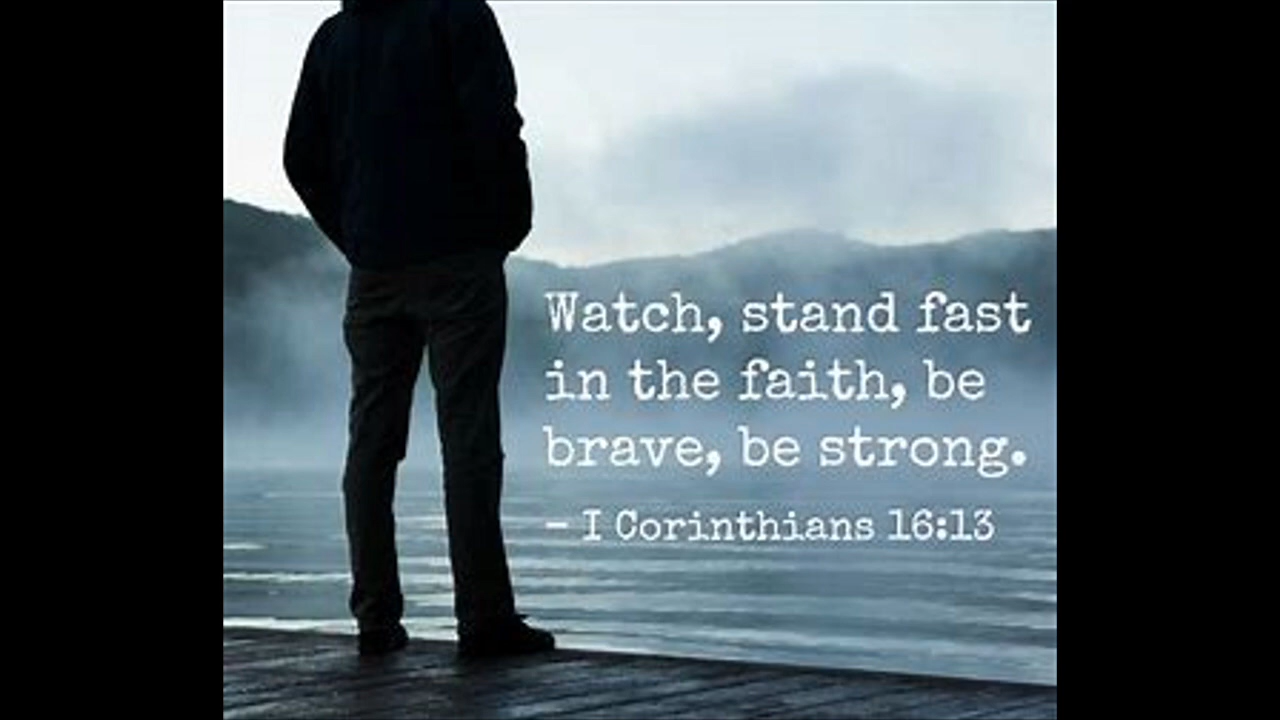 Watch, stand fast
in the faith, be
brave, be strong.
- I Corinthians 16:13